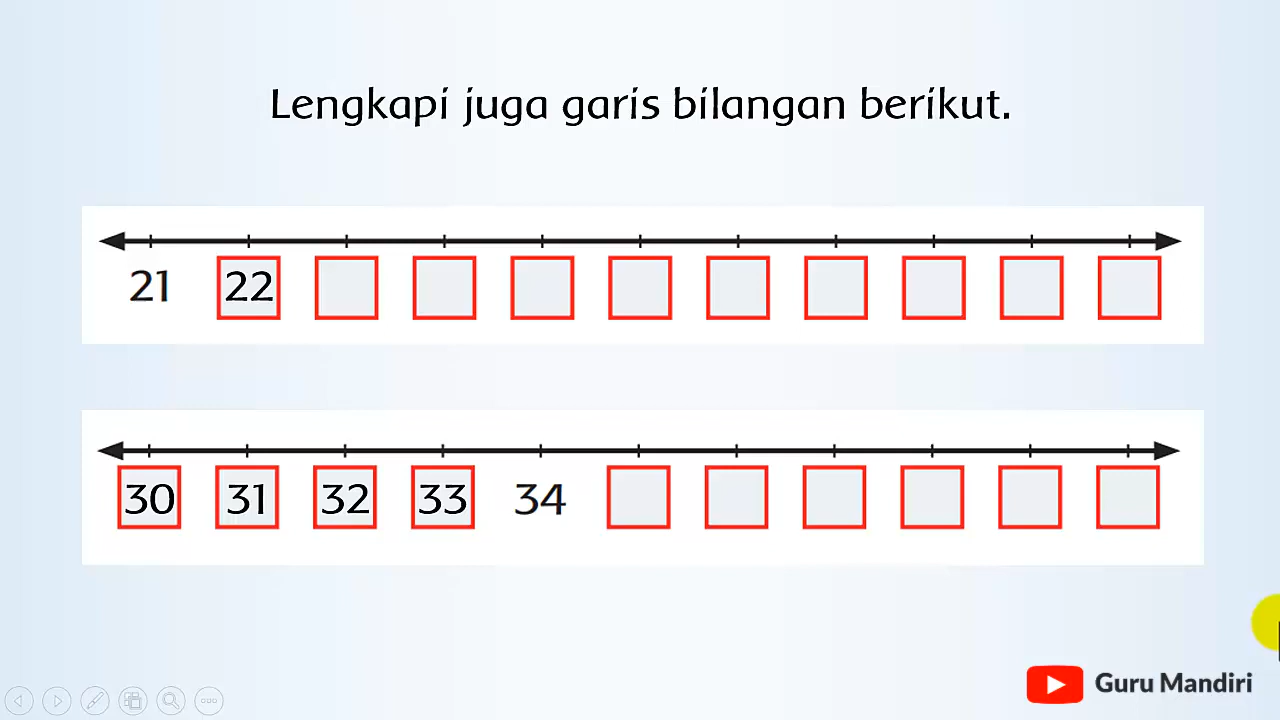 Lengkapi juga garis bilangan berikut.
21 22
30 31 32 33 34
Guru Mandiri